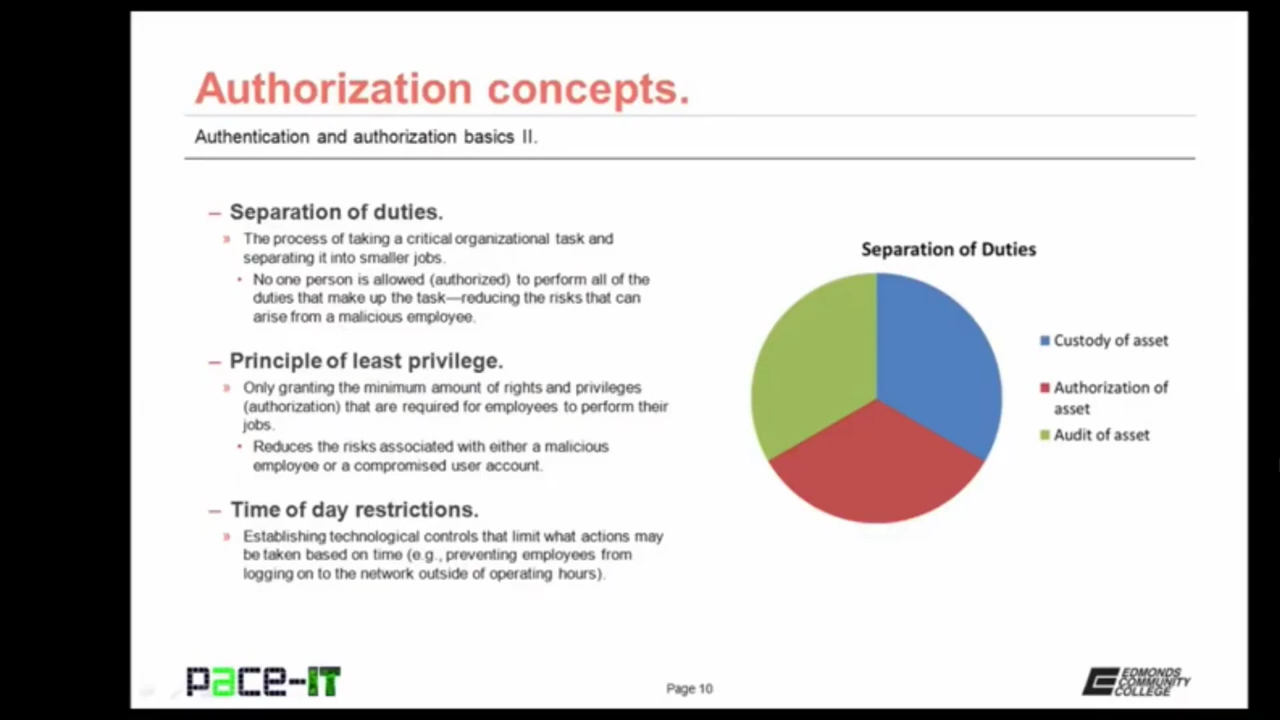 Authorization concepts.
Authentication and authorization basics II.
– Separation of duties.
» The process of taking a critical organizational task and
separating it into smaller jobs.
• No one person is allowed (authorized) to perform all of the
duties that make up the task—reducing the risks that can
arise from a malicious employee.
– Principle of least privilege.
» Only granting the minimum amount of rights and privileges
(authorization) that are required for employees to perform their
jobs.
• Reduces the risks associated with either a malicious
employee or a compromised user account.
– Time of day restrictions.
» Establishing technological controls that limit what actions may
be taken based on time (e.g., preventing employees from
logging on to the network outside of operating hours).
Separation of Duties
Custody of asset
Authorization of
asset
Audit of asset
pace-IT
Page 10
EDMONDS
COMMUNITY
COLLEGE